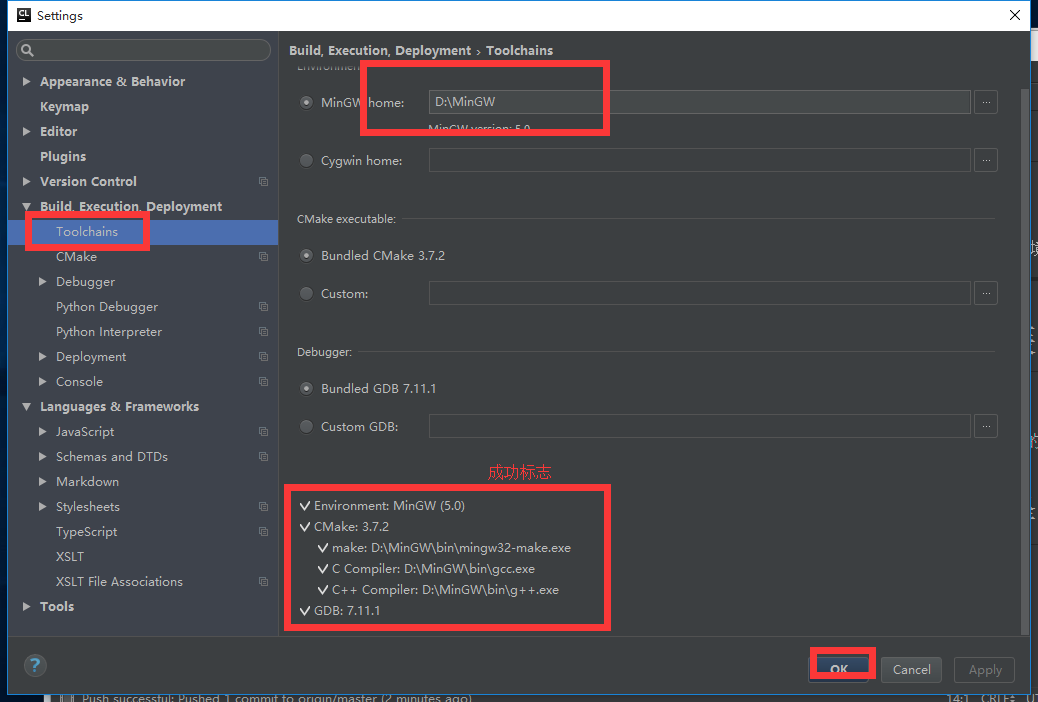 CL Settings
Build, Execution, Deployment › Toolchains
Appearance & Behavior
Keymap
Editor
Plugins
Version Control
Build, Execution, Deployment
Toolchains
CMake
Debugger
Python Debugger
Python Interpreter
Deployment
Console
Languages & Frameworks
JavaScript
Schemas and DTDs
Markdown
Stylesheets
TypeScript
XSLT
XSLT File Associations
Tools
Environment
MinGW home: D:\MinGW ...
MinGW version: 5.0
Cygwin home: ...
CMake executable:
Bundled CMake 3.7.2
Custom: ...
Debugger:
Bundled GDB 7.11.1
Custom GDB: ...
成功标志
Environment: MinGW (5.0)
CMake: 3.7.2
make: D:\MinGW\bin\mingw32-make.exe
C Compiler: D:\MinGW\bin\gcc.exe
C++ Compiler: D:\MinGW\bin\g++.exe
GDB: 7.11.1
? OK Cancel Apply
Push successful: Pushed 1 commit to origin/master (2 minutes ago) 14:1 CRLF